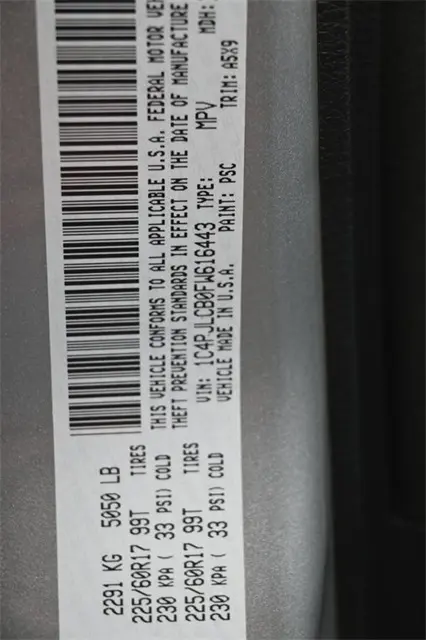 2291 KG 5050 LB
225/60R17 99T TIRES
230 KPA ( 33 PSI) COLD
225/60R17 99T TIRES
230 KPA ( 33 PSI) COLD
THIS VEHICLE CONFORMS TO ALL APPLICABLE U.S.A. FEDERAL MOTOR VE
THEFT PREVENTION STANDARDS IN EFFECT ON THE DATE OF MANUFACTURE
VIN: 1C4PJLCB0FW616443 TYPE: MPV MDH:
VEHICLE MADE IN U.S.A. PAINT: PSC TRIM: A5X9